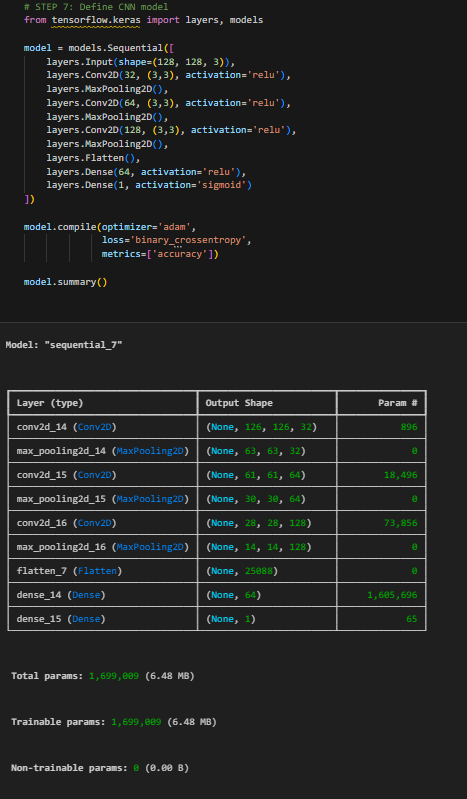 # STEP 7: Define CNN model
from tensorflow.keras import layers, models
model = models.Sequential([
layers.Input(shape=(128, 128, 3)),
layers.Conv2D(32, (3,3), activation='relu'),
layers.MaxPooling2D(),
layers.Conv2D(64, (3,3), activation='relu'),
layers.MaxPooling2D(),
layers.Conv2D(128, (3,3), activation='relu'),
layers.MaxPooling2D(),
layers.Flatten(),
layers.Dense(64, activation='relu'),
layers.Dense(1, activation='sigmoid')
])
model.compile(optimizer='adam',
loss='binary_crossentropy',
metrics=['accuracy'])
model.summary()
Model: "sequential_7"
Layer (type) Output Shape Param #
conv2d_14 (Conv2D) (None, 126, 126, 32) 896
max_pooling2d_14 (MaxPooling2D) (None, 63, 63, 32) 0
conv2d_15 (Conv2D) (None, 61, 61, 64) 18,496
max_pooling2d_15 (MaxPooling2D) (None, 30, 30, 64) 0
conv2d_16 (Conv2D) (None, 28, 28, 128) 73,856
max_pooling2d_16 (MaxPooling2D) (None, 14, 14, 128) 0
flatten_7 (Flatten) (None, 25088) 0
dense_14 (Dense) (None, 64) 1,605,696
dense_15 (Dense) (None, 1) 65
Total params: 1,699,009 (6.48 MB)
Trainable params: 1,699,009 (6.48 MB)
Non-trainable params: 0 (0.00 B)